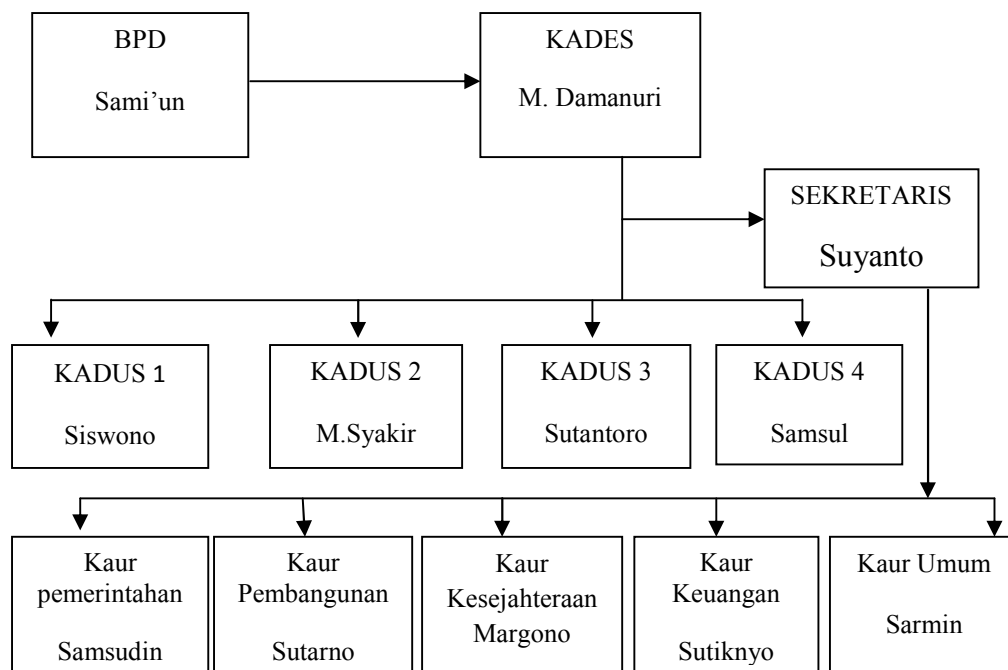 BPD
Sami’un
KADES
M. Damanuri
SEKRETARIS
Suyanto
KADUS 1
Siswono
KADUS 2
M.Syakir
KADUS 3
Sutantoro
KADUS 4
Samsul
Kaur
pemerintahan
Samsudin
Kaur
Pembangunan
Sutarno
Kaur
Kesejahteraan
Margono
Kaur
Keuangan
Sutiknyo
Kaur Umum
Sarmin